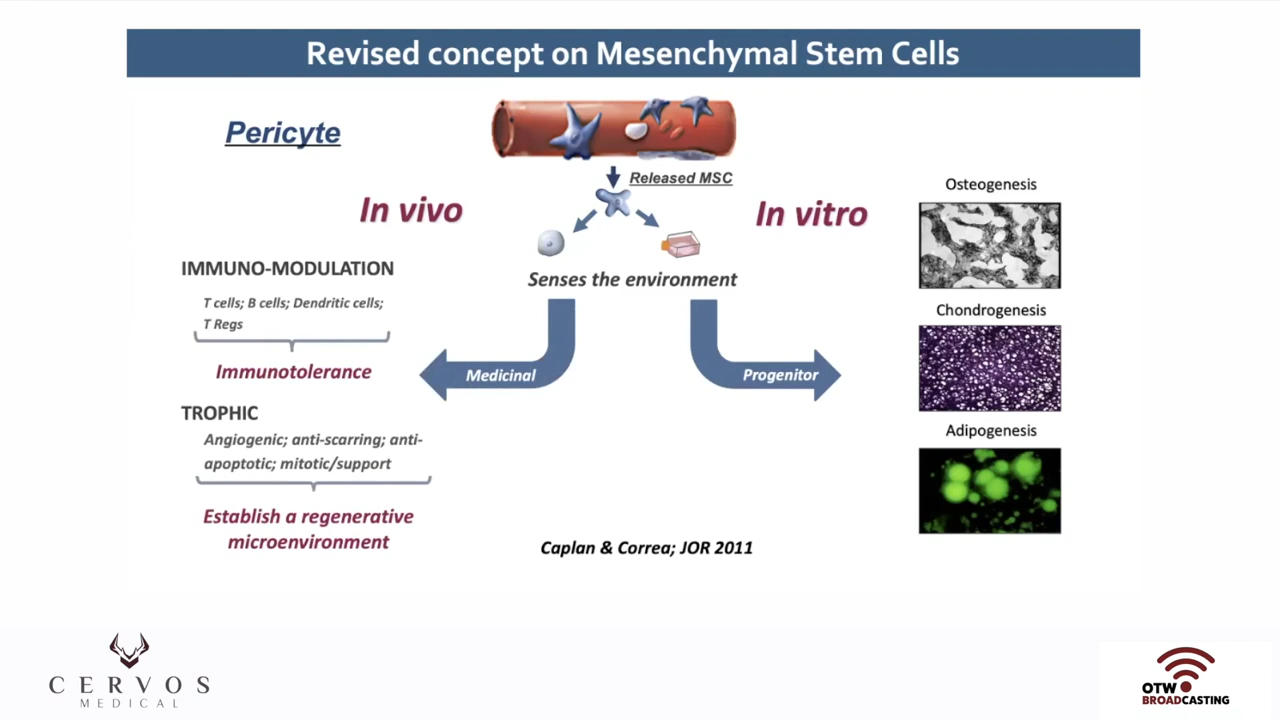 Revised concept on Mesenchymal Stem Cells
Pericyte
Released MSC
In vivo
In vitro
Senses the environment
IMMUNO-MODULATION
T cells; B cells; Dendritic cells;
T Regs
Immunotolerance
Medicinal
Progenitor
TROPHIC
Angiogenic; anti-scarring; anti-
apoptotic; mitotic/support
Establish a regenerative
microenvironment
Osteogenesis
Chondrogenesis
Adipogenesis
Caplan & Correa; JOR 2011
CERVOS
MEDICAL
OTW
BROADCASTING